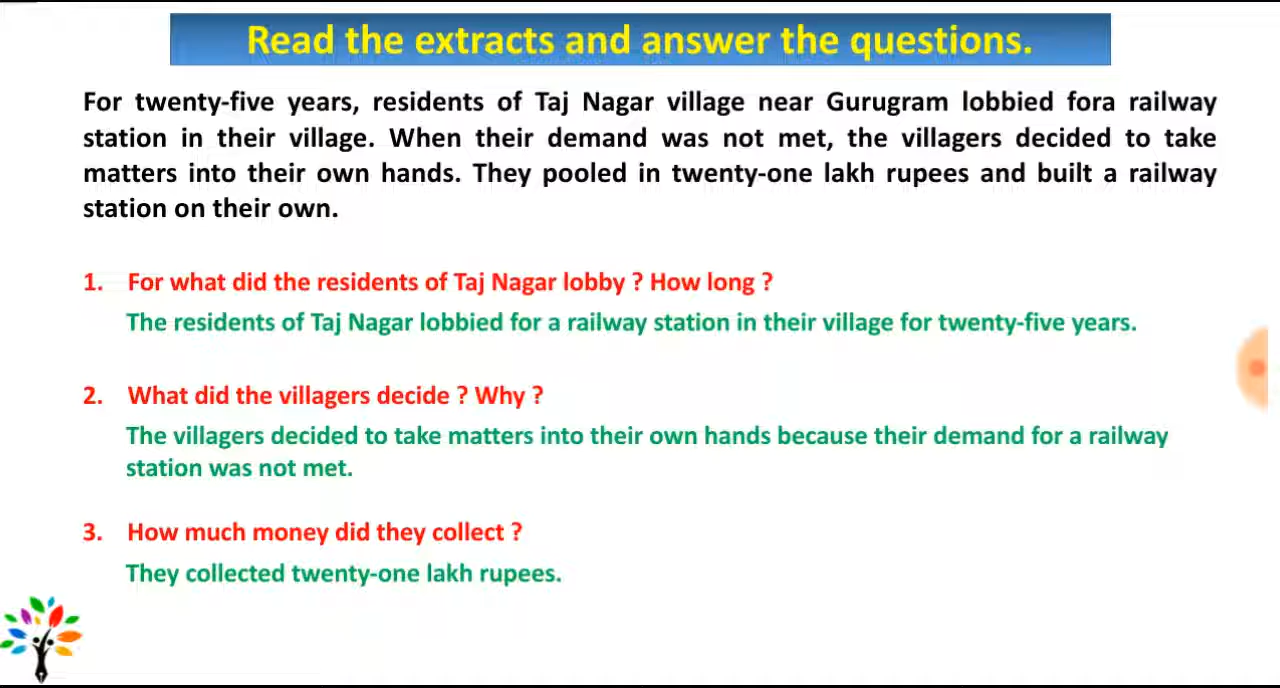 Read the extracts and answer the questions.
For twenty-five years, residents of Taj Nagar village near Gurugram lobbied fora railway
station in their village. When their demand was not met, the villagers decided to take
matters into their own hands. They pooled in twenty-one lakh rupees and built a railway
station on their own.
1. For what did the residents of Taj Nagar lobby ? How long ?
The residents of Taj Nagar lobbied for a railway station in their village for twenty-five years.
2. What did the villagers decide ? Why ?
The villagers decided to take matters into their own hands because their demand for a railway
station was not met.
3. How much money did they collect ?
They collected twenty-one lakh rupees.